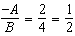 -A/B = 2/4 = 1/2